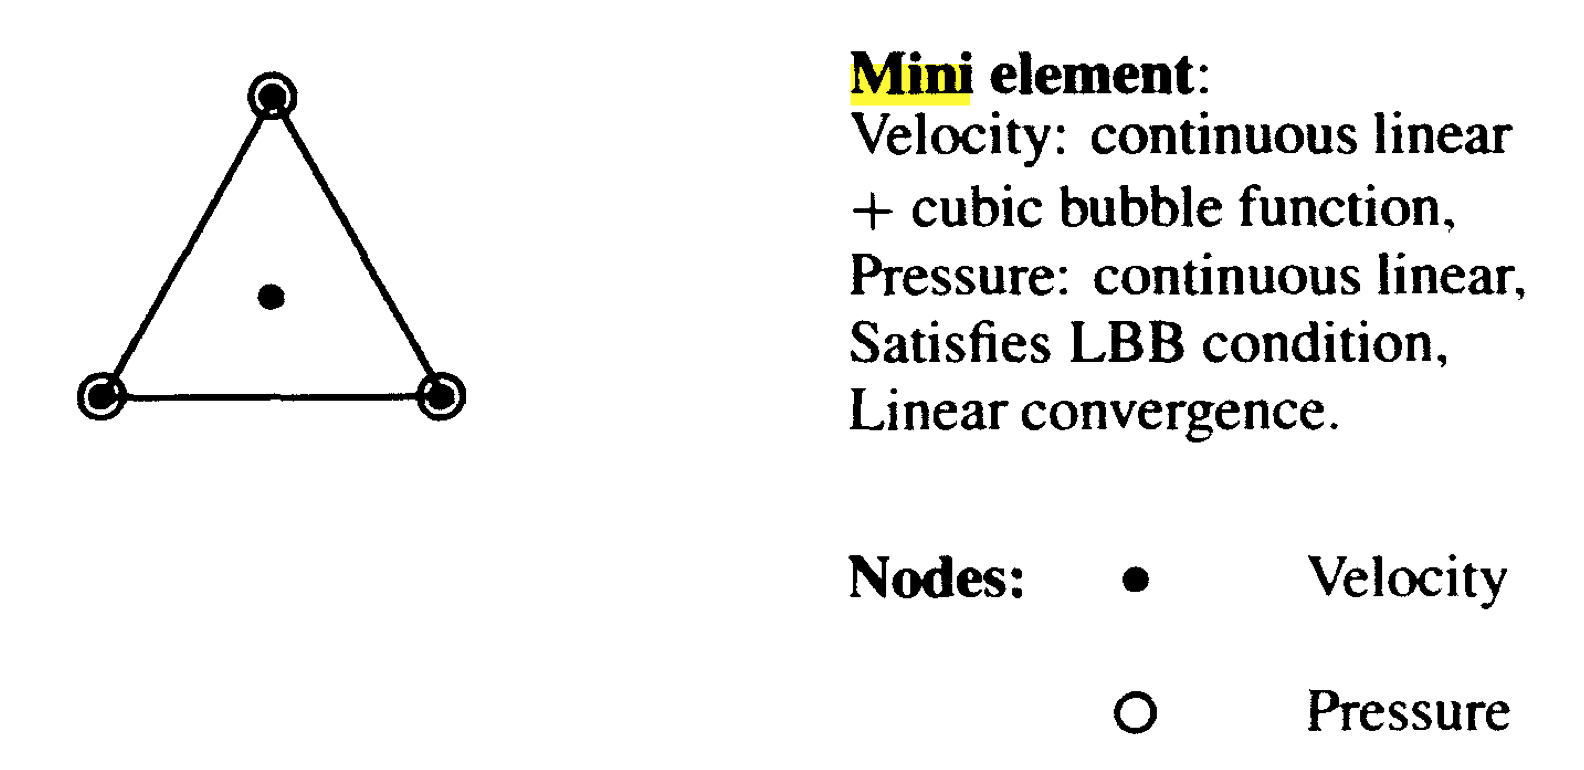 Mini element:
Velocity: continuous linear
+ cubic bubble function,
Pressure: continuous linear,
Satisfies LBB condition,
Linear convergence.
Nodes: ● Velocity
○ Pressure